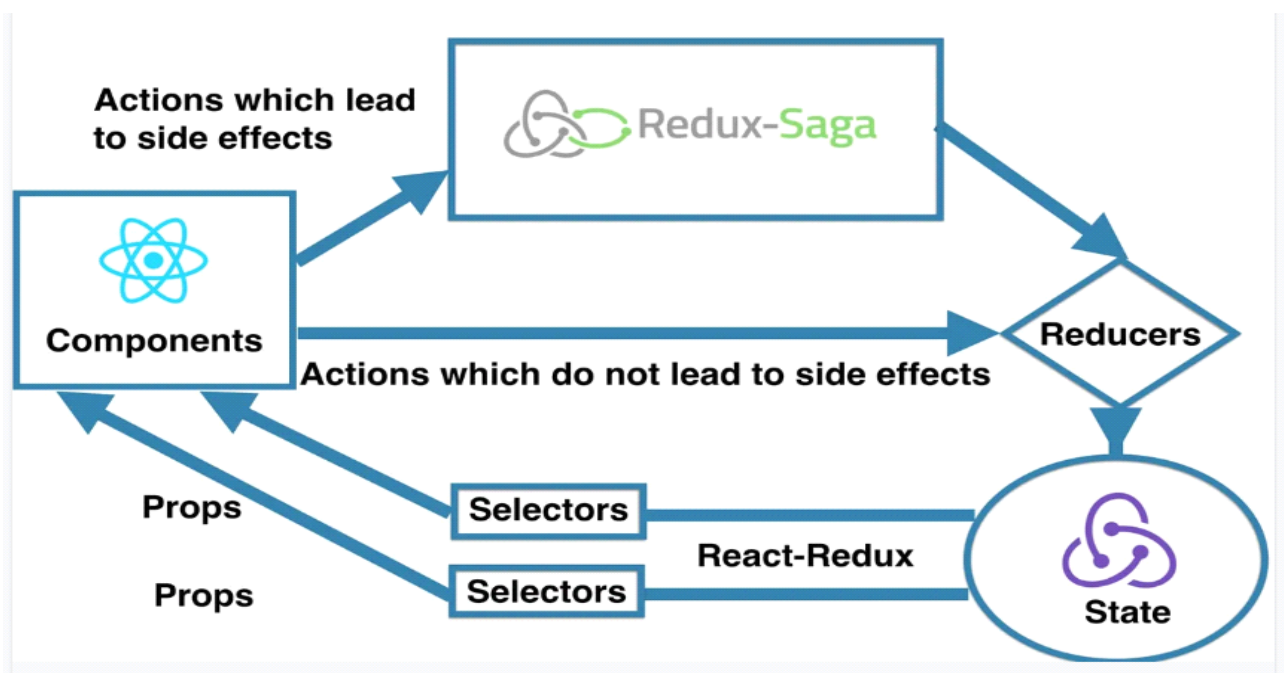 Actions which lead
to side effects
Redux-Saga
Components
Reducers
Actions which do not lead to side effects
Props
Selectors
React-Redux
Props
Selectors
State